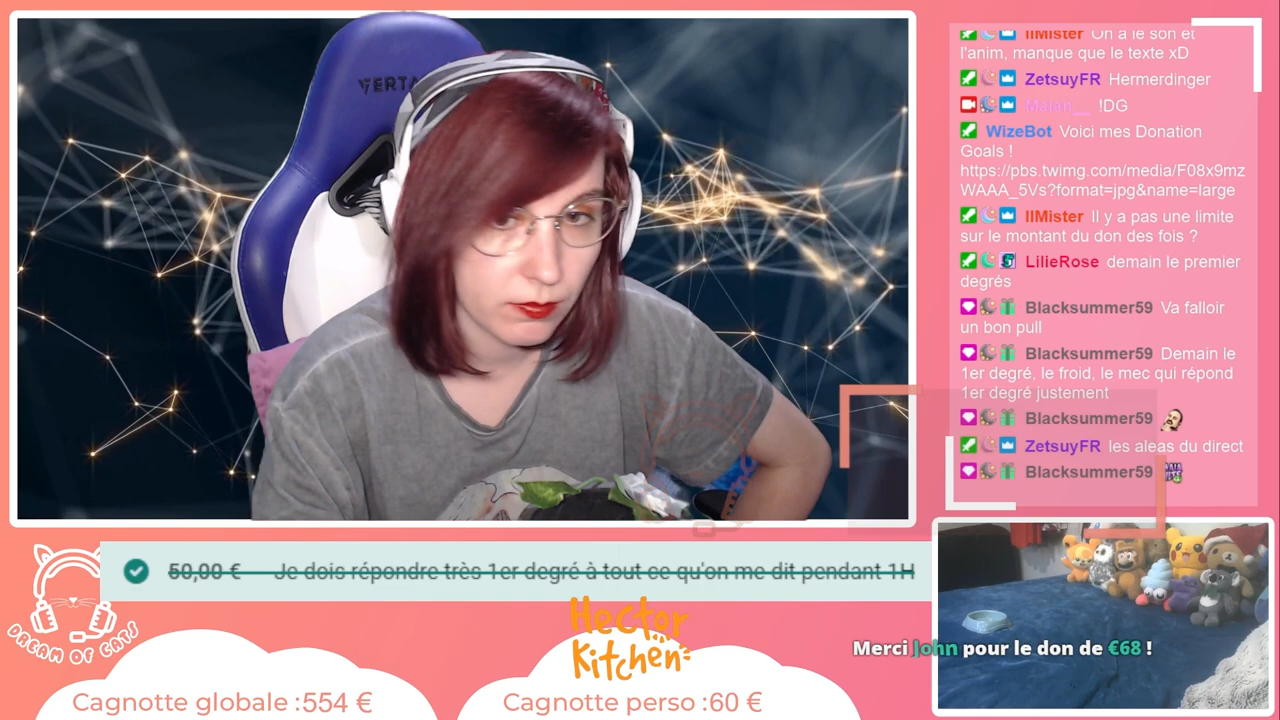 VERTA
IIMister On a le son et
l'anim, manque que le texte xD
ZetsuyFR Hermerdinger
Maian__ !DG
WizeBot Voici mes Donation
Goals !
https://pbs.twimg.com/media/F08x9mz
WAAA_5Vs?format=jpg&name=large
IIMister Il y a pas une limite
sur le montant du don des fois ?
LilieRose demain le premier
degrés
Blacksummer59 Va falloir
un bon pull
Blacksummer59 Demain le
1er degré, le froid, le mec qui répond
1er degré justement
Blacksummer59
ZetsuyFR les aleas du direct
Blacksummer59
50,00 € Je dois répondre très 1er degré à tout ce qu'on me dit pendant 1H
DREAM OF CATS
Hector
Kitchen
Merci John pour le don de €68 !
Cagnotte globale :554 €
Cagnotte perso :60 €